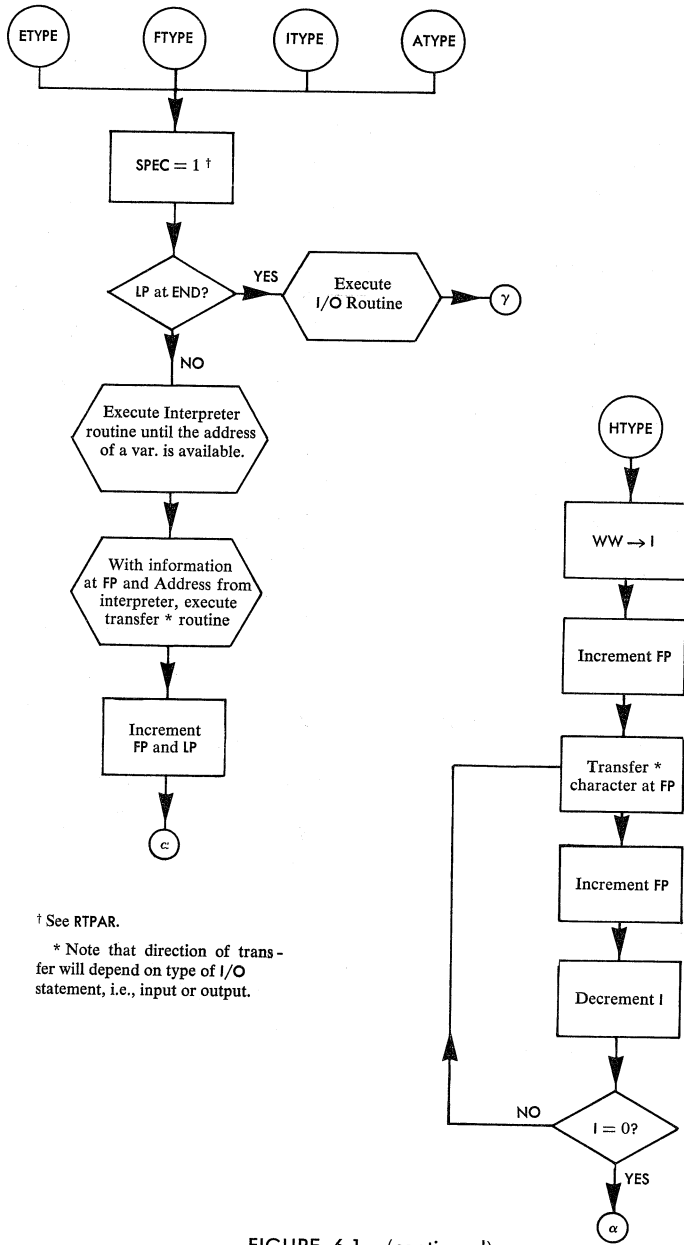 ETYPE
FTYPE
ITYPE
ATYPE
SPEC = 1 †
LP at END?
YES
Execute
I/O Routine
γ
NO
Execute Interpreter
routine until the address
of a var. is available.
With information
at FP and Address from
interpreter, execute
transfer * routine
Increment
FP and LP
α
† See RTPAR.
* Note that direction of trans-
fer will depend on type of I/O
statement, i.e., input or output.
HTYPE
WW → I
Increment FP
Transfer *
character at FP
Increment FP
Decrement I
NO
I = 0?
YES
α
FIGURE 6.1 (continued)